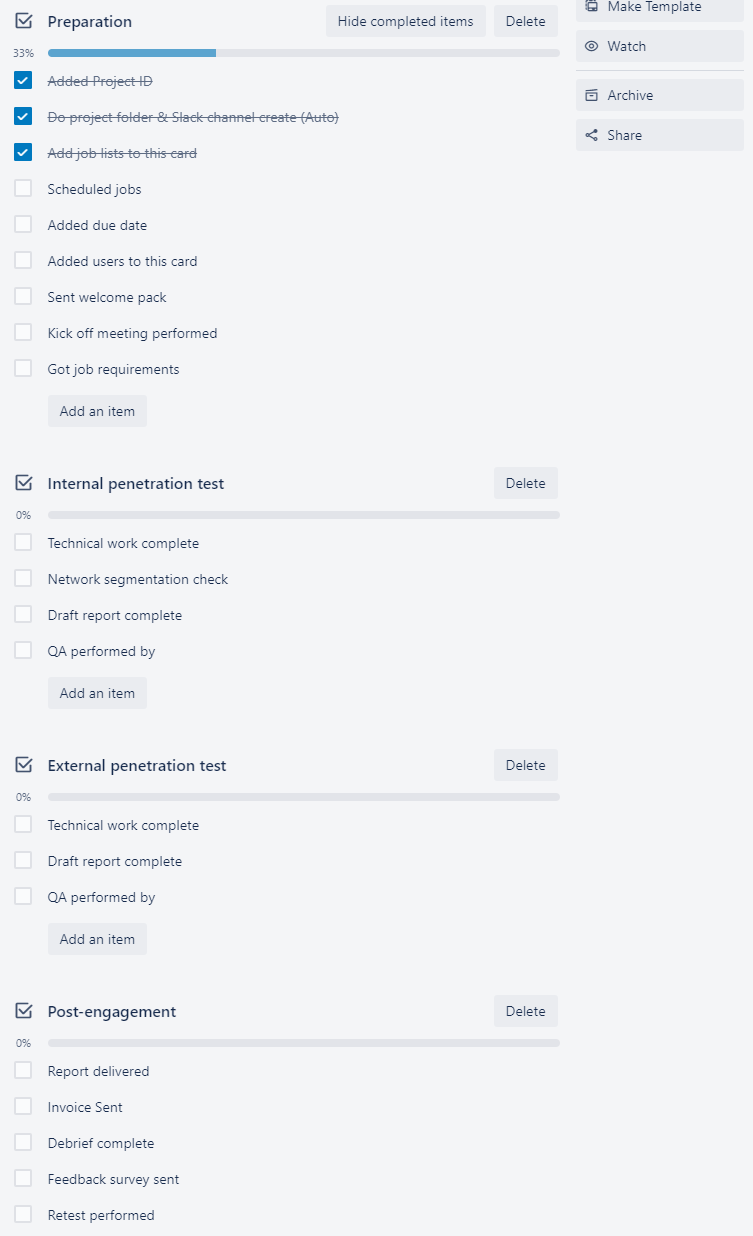 Preparation
Hide completed items
Delete
33%
Added Project ID
Do project folder & Slack channel create (Auto)
Add job lists to this card
Scheduled jobs
Added due date
Added users to this card
Sent welcome pack
Kick off meeting performed
Got job requirements
Add an item
Internal penetration test
Delete
0%
Technical work complete
Network segmentation check
Draft report complete
QA performed by
Add an item
External penetration test
Delete
0%
Technical work complete
Draft report complete
QA performed by
Add an item
Post-engagement
Delete
0%
Report delivered
Invoice Sent
Debrief complete
Feedback survey sent
Retest performed
Make Template
Watch
Archive
Share